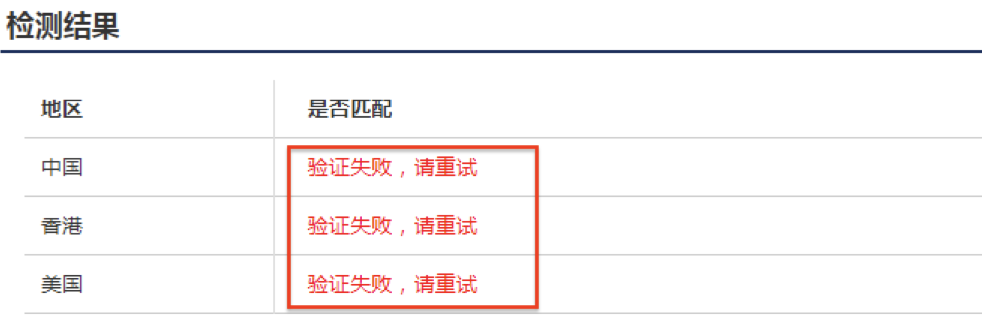 检测结果
地区 是否匹配
中国 验证失败，请重试
香港 验证失败，请重试
美国 验证失败，请重试